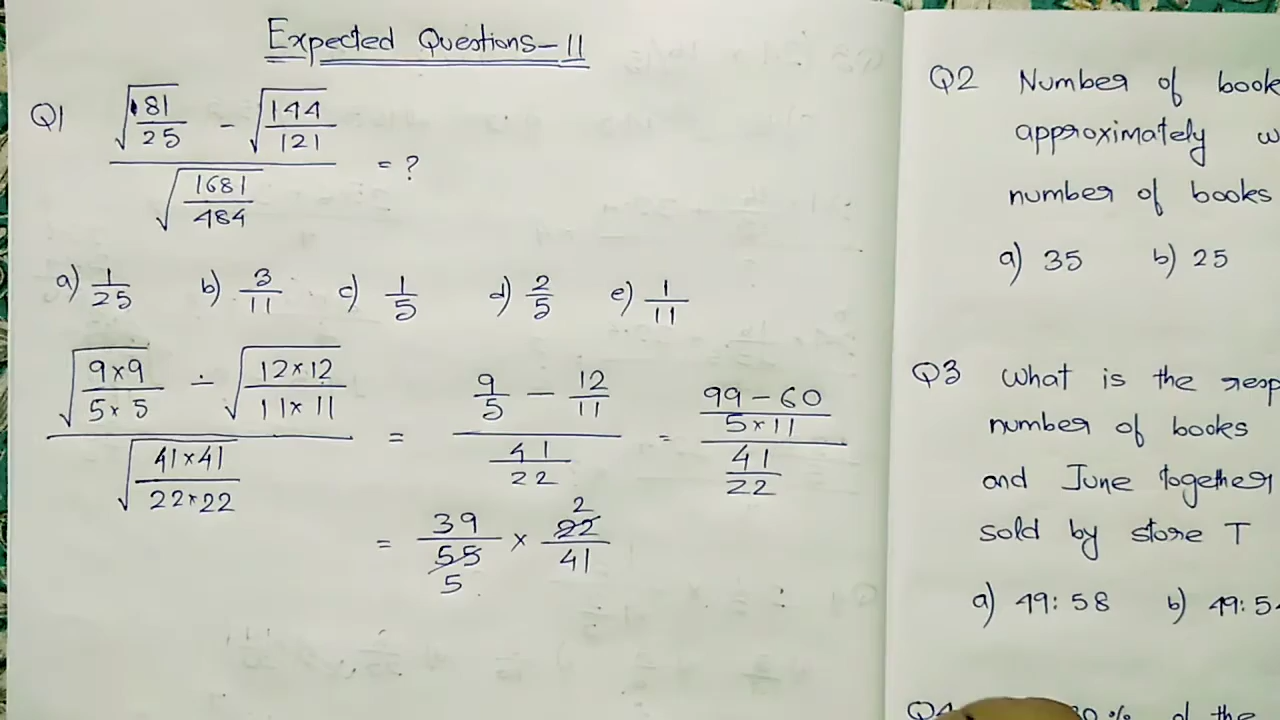 Expected Questions-11
Q1 √(81/25) - √(144/121) / √(1681/484) = ?
a) 1/25 b) 3/11 c) 1/5 d) 2/5 e) 1/11
√(9×9/5×5) - √(12×12/11×11) / √(41×41/22×22) = 9/5 - 12/11 / 41/22 = 99-60/5×11 / 41/22
= 39/55 × 22/41
5 2
Q2 Number of book
approximately
number of books
a) 35 b) 25
Q3 What is the
number of books
and June together
sold by store T
a) 49:58 b) 49:5
Q4 of the